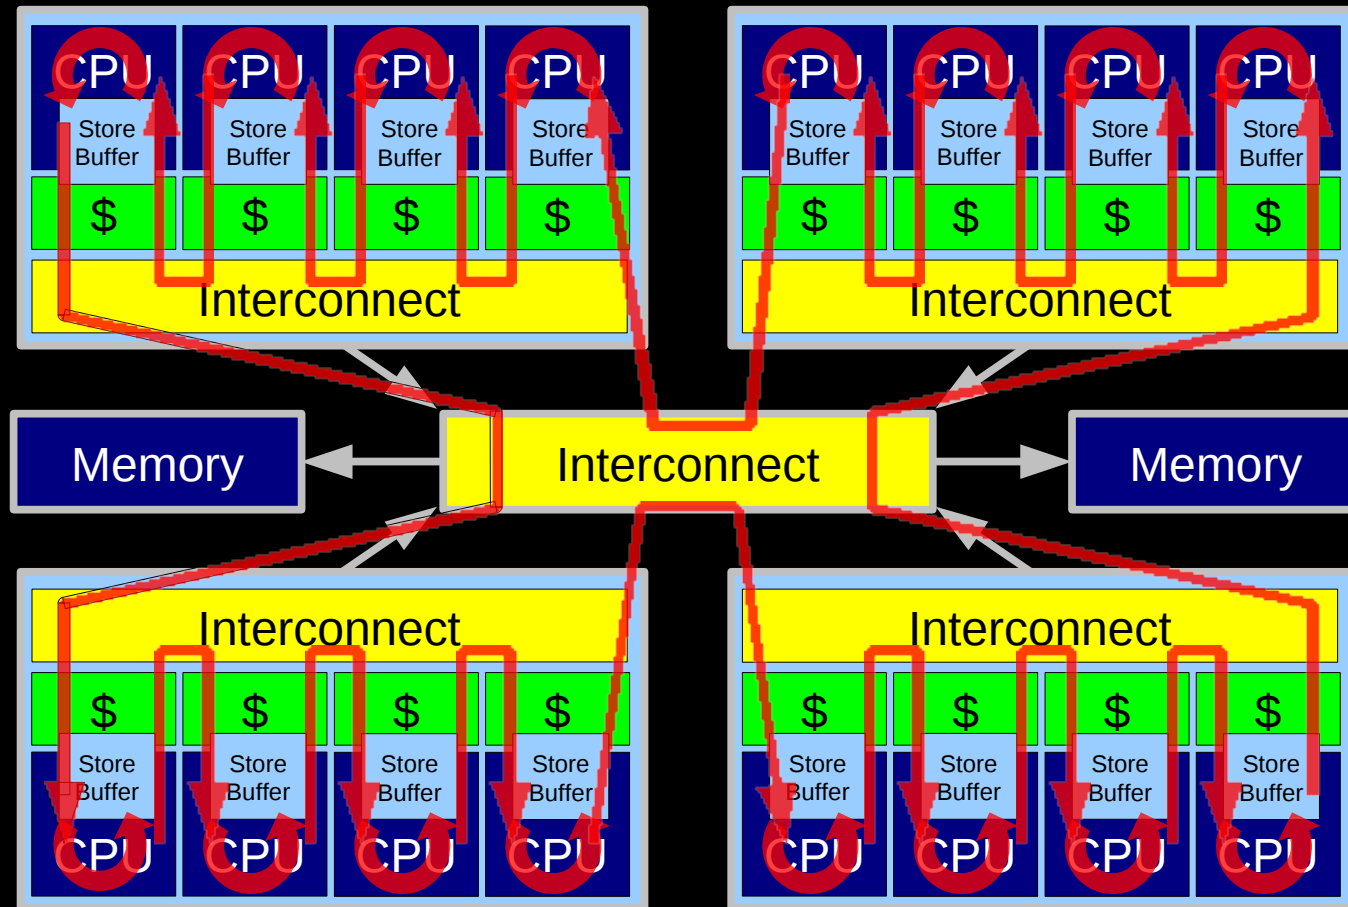 CPU CPU CPU CPU CPU CPU CPU CPU
Store Store Store Store Store Store Store Store
Buffer Buffer Buffer Buffer Buffer Buffer Buffer Buffer
$ $ $ $ $ $ $ $
Interconnect Interconnect
Memory Interconnect Memory
Interconnect Interconnect
$ $ $ $ $ $ $ $
Store Store Store Store Store Store Store Store
Buffer Buffer Buffer Buffer Buffer Buffer Buffer Buffer
CPU CPU CPU CPU CPU CPU CPU CPU